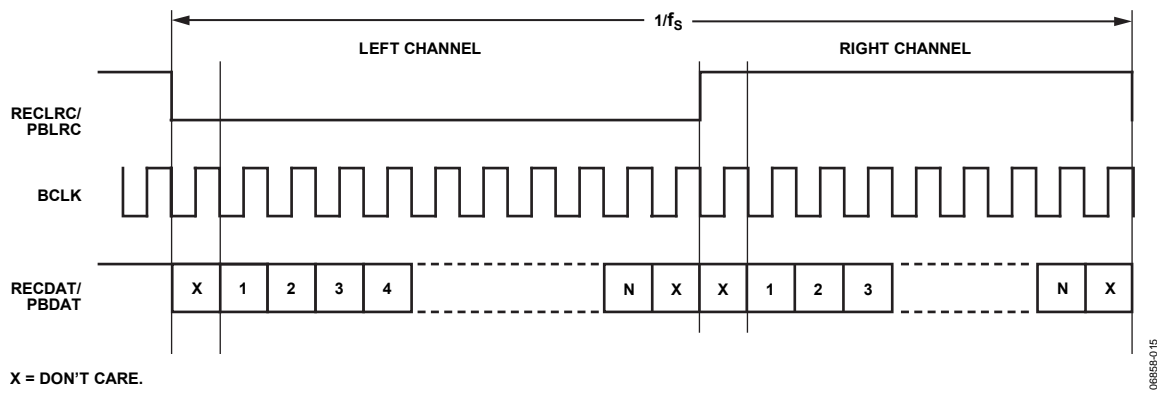 1/fS
LEFT CHANNEL RIGHT CHANNEL
RECLRC/
PBLRC
BCLK
RECDAT/
PBDAT
X 1 2 3 4 N X X 1 2 3 N X
X = DON'T CARE.
06858-015